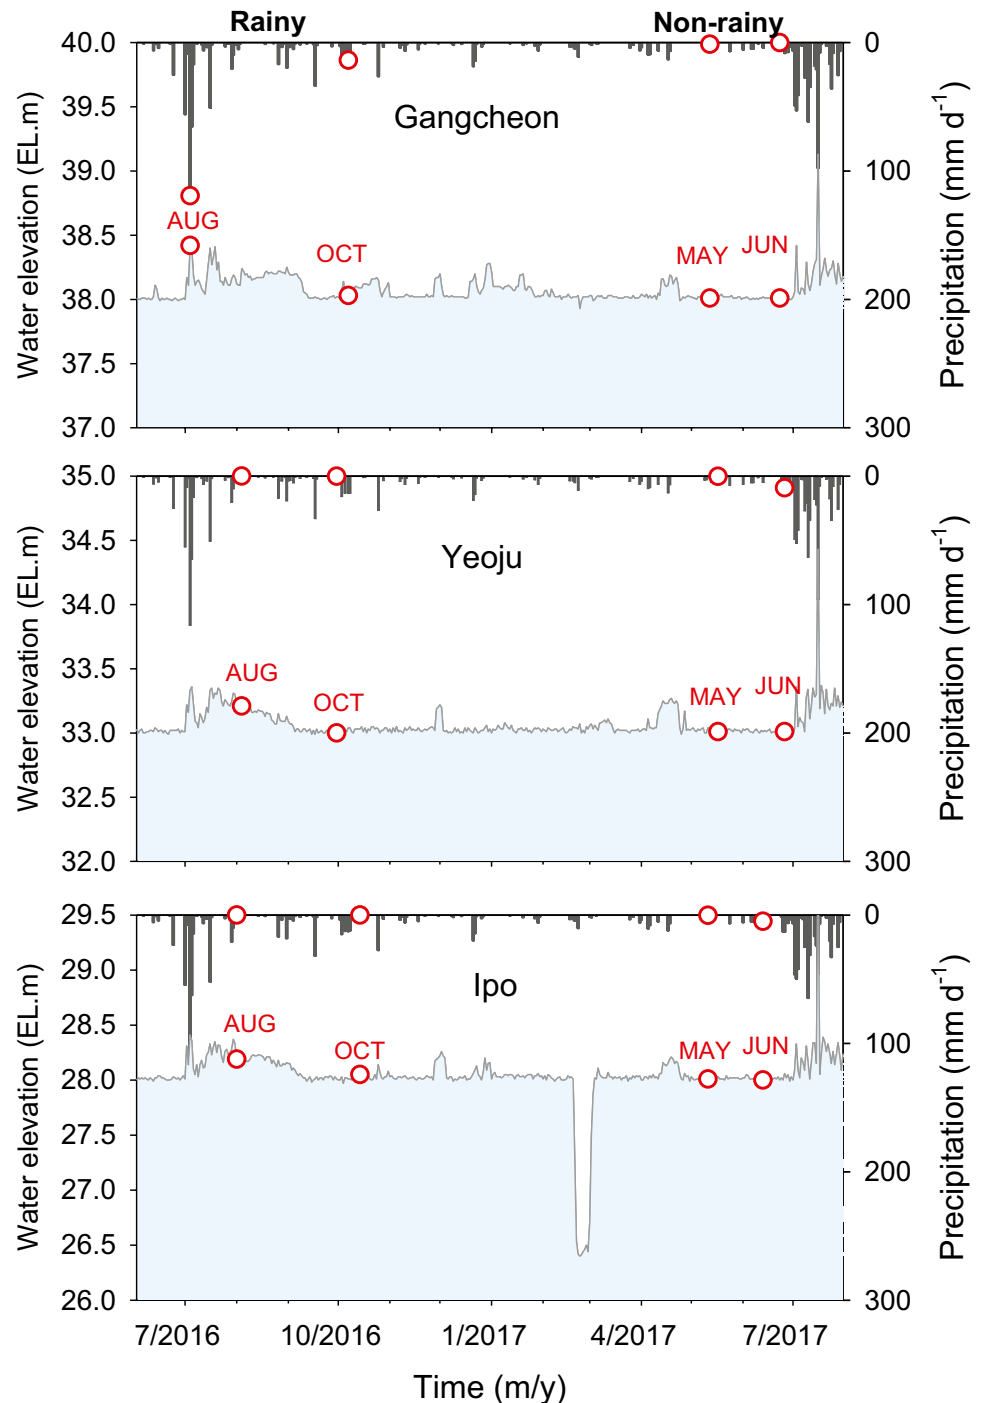 Rainy Non-rainy
40.0 0
39.5
Gangcheon
39.0 100
AUG
38.5
OCT MAY JUN
38.0 200
37.5
37.0 300
Water elevation (EL.m)
Precipitation (mm d-1)
35.0 0
34.5
Yeoju
34.0 100
33.5
AUG OCT MAY JUN
33.0 200
32.5
32.0 300
Water elevation (EL.m)
Precipitation (mm d-1)
29.5 0
29.0
Ipo
28.5 100
AUG OCT MAY JUN
28.0
27.5
27.0 200
26.5
26.0 300
Water elevation (EL.m)
Precipitation (mm d-1)
7/2016 10/2016 1/2017 4/2017 7/2017
Time (m/y)